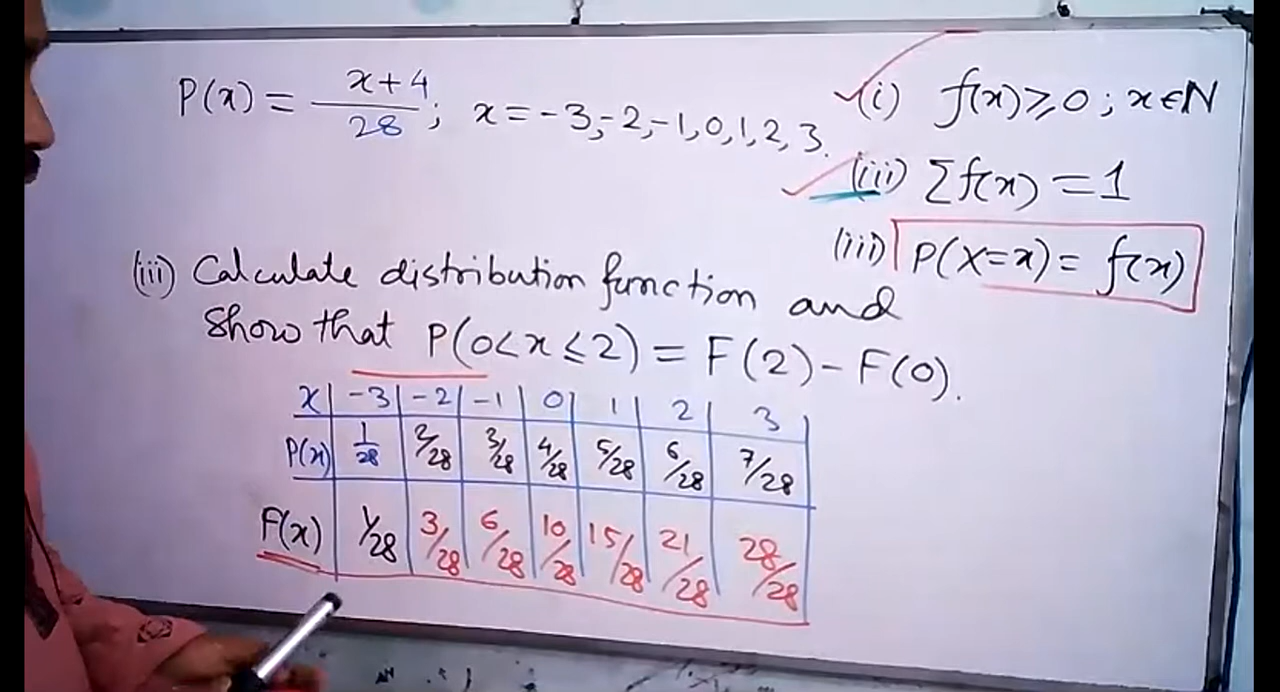 P(x) = x+4/28 ; x = -3, -2, -1, 0, 1, 2, 3.
(i) f(x) ⩾ 0 ; x ∈ N
(iii) Σf(x) = 1
(iii) P(X=x) = f(x)
(iii) Calculate distribution function and
Show that P(0<x≤2) = F(2) - F(0).
x | -3 | -2 | -1 | 0 | 1 | 2 | 3
P(x) | 1/28 | 2/28 | 3/28 | 4/28 | 5/28 | 6/28 | 7/28
F(x) | 1/28 | 3/28 | 6/28 | 10/28 | 15/28 | 21/28 | 28/28